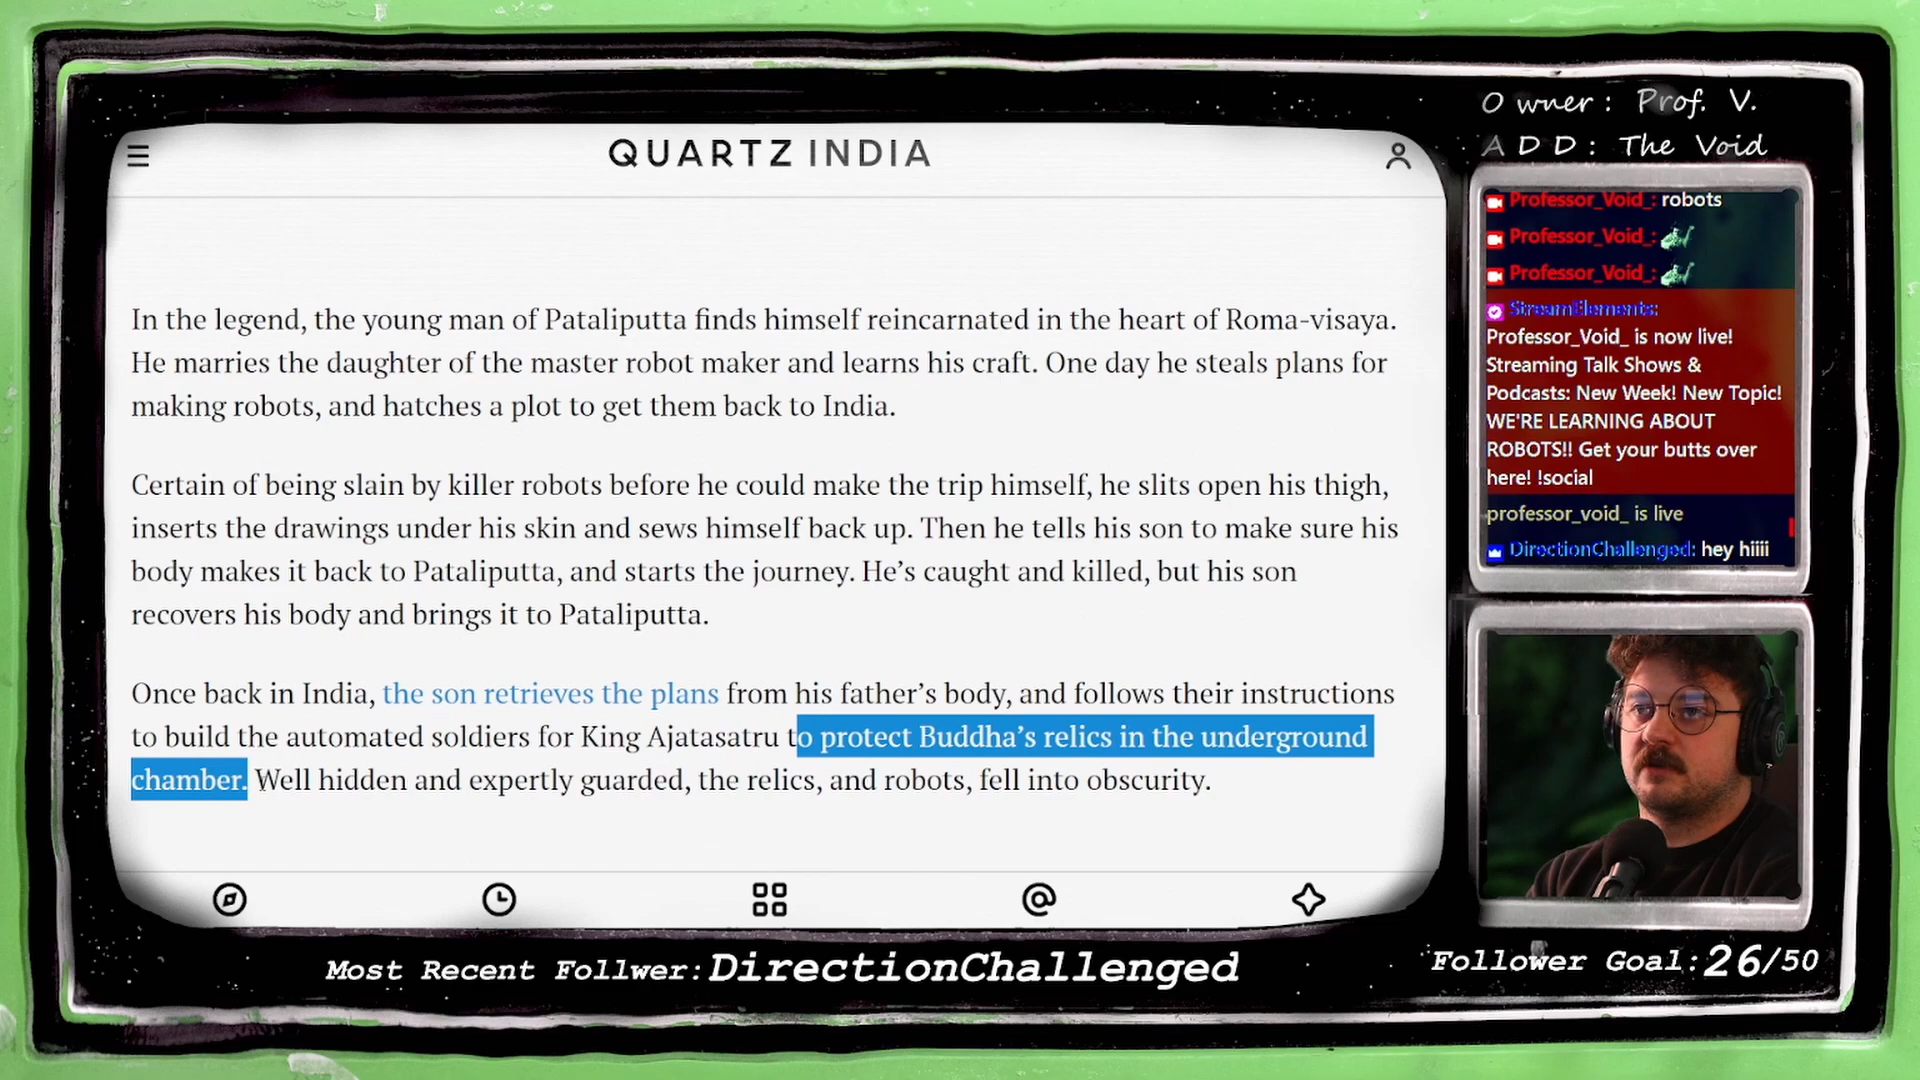 Owner: Prof. V.
ADD: The Void
QUARTZ INDIA
In the legend, the young man of Pataliputta finds himself reincarnated in the heart of Roma-visaya.
He marries the daughter of the master robot maker and learns his craft. One day he steals plans for
making robots, and hatches a plot to get them back to India.
Certain of being slain by killer robots before he could make the trip himself, he slits open his thigh,
inserts the drawings under his skin and sews himself back up. Then he tells his son to make sure his
body makes it back to Pataliputta, and starts the journey. He’s caught and killed, but his son
recovers his body and brings it to Pataliputta.
Once back in India, the son retrieves the plans from his father’s body, and follows their instructions
to build the automated soldiers for King Ajatasatru to protect Buddha’s relics in the underground
chamber. Well hidden and expertly guarded, the relics, and robots, fell into obscurity.
Professor_Void_: robots
Professor_Void_:
Professor_Void_:
StreamElements:
Professor_Void_ is now live!
Streaming Talk Shows &
Podcasts: New Week! New Topic!
WE'RE LEARNING ABOUT
ROBOTS!! Get your butts over
here! !social
professor_void_ is live
DirectionChallenged: hey hiiii
Most Recent Follwer:DirectionChallenged
Follower Goal:26/50